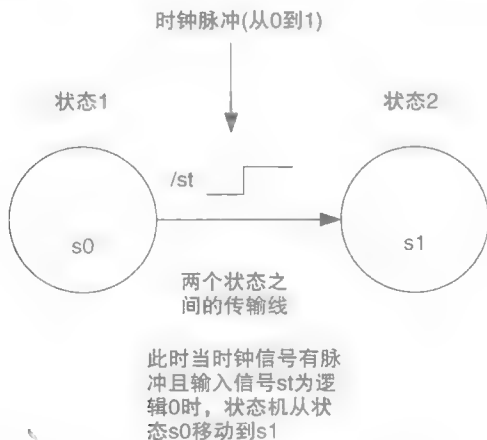 时钟脉冲(从0到1)
状态1
状态2
/st
s0
s1
两个状态之
间的传输线
此时当时钟信号有脉
冲且输入信号st为逻
辑0时，状态机从状
态s0移动到s1